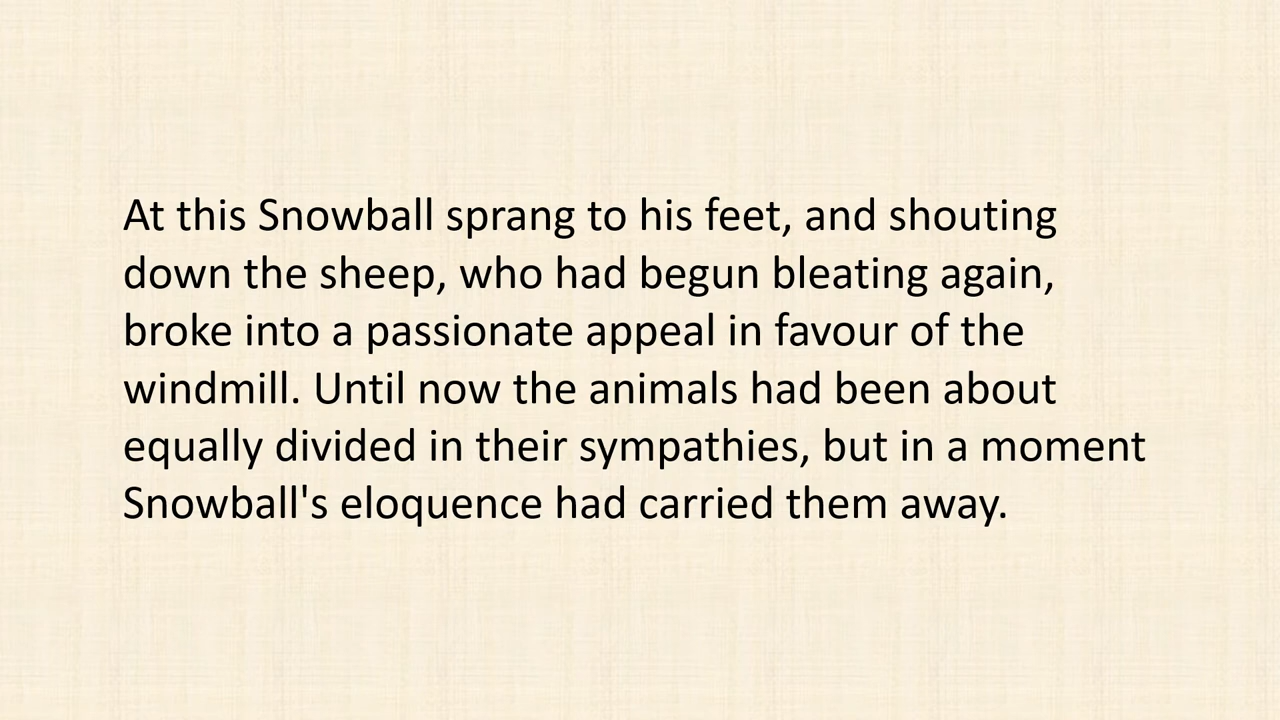 At this Snowball sprang to his feet, and shouting
down the sheep, who had begun bleating again,
broke into a passionate appeal in favour of the
windmill. Until now the animals had been about
equally divided in their sympathies, but in a moment
Snowball's eloquence had carried them away.